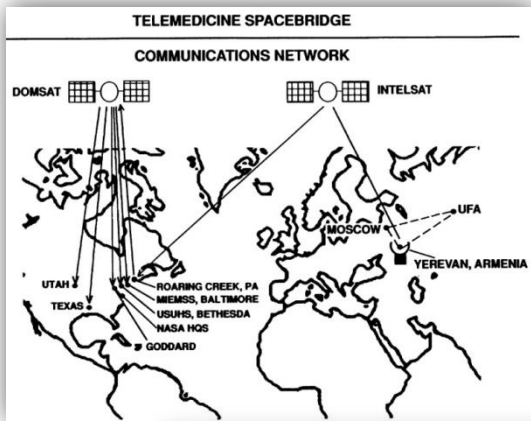 TELEMEDICINE SPACEBRIDGE
COMMUNICATIONS NETWORK
DOMSAT
INTELSAT
UFA
MOSCOW
YEREVAN, ARMENIA
UTAH
TEXAS
ROARING CREEK, PA
MIEMSS, BALTIMORE
USUHS, BETHESDA
NASA HQS
GODDARD